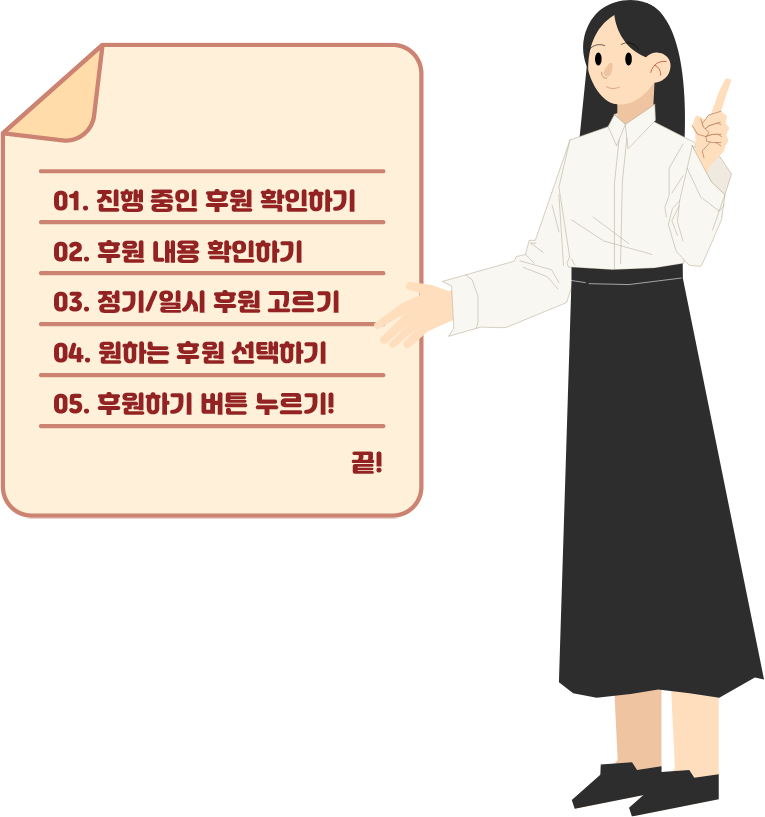 01. 진행 중인 후원 확인하기
02. 후원 내용 확인하기
03. 정기/일시 후원 고르기
04. 원하는 후원 선택하기
05. 후원하기 버튼 누르기!
끝!